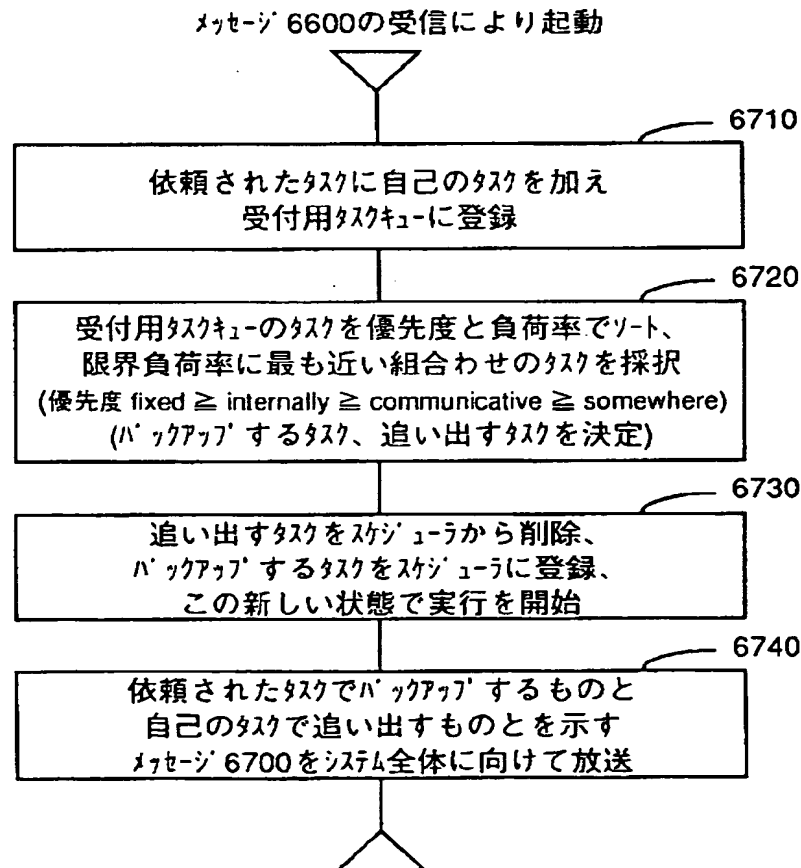 メッセージ6600の受信により起動
6710
依頼されたタスクに自己のタスクを加え
受付用タスクキューに登録
6720
受付用タスクキューのタスクを優先度と負荷率でソート、
限界負荷率に最も近い組合わせのタスクを採択
(優先度 fixed ≧ internally ≧ communicative ≧ somewhere)
(バックアップするタスク、追い出すタスクを決定)
6730
追い出すタスクをスケジューラから削除、
バックアップするタスクをスケジューラに登録、
この新しい状態で実行を開始
6740
依頼されたタスクでバックアップするものと
自己のタスクで追い出すものとを示す
メッセージ6700をシステム全体に向けて放送